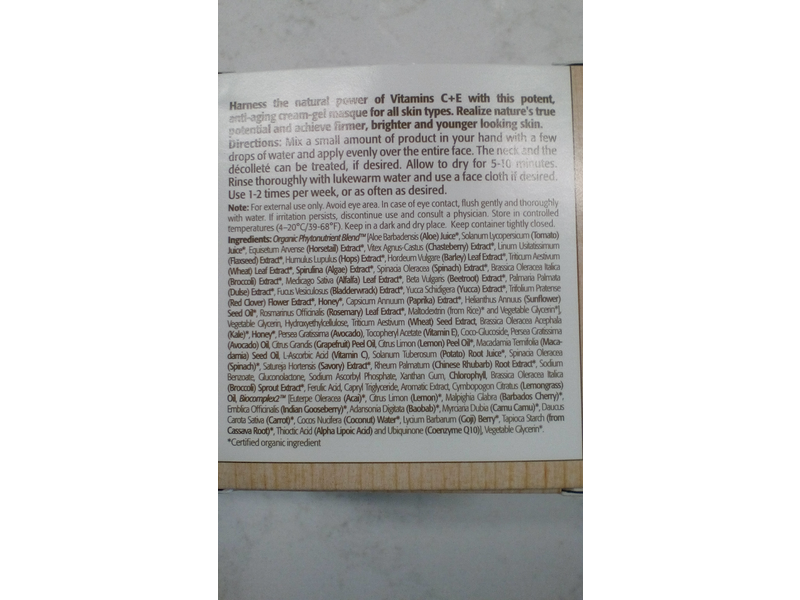 Harness the natural power of Vitamins C+E with this potent,
anti-aging cream-gel masque for all skin types. Realize nature's true
potential and achieve firmer, brighter and younger looking skin.
Directions: Mix a small amount of product in your hand with a few
drops of water and apply evenly over the entire face. The neck and the
décolleté can be treated, if desired. Allow to dry for 5-10 minutes.
Rinse thoroughly with lukewarm water and use a face cloth if desired.
Use 1-2 times per week, or as often as desired.
Note: For external use only. Avoid eye area. In case of eye contact, flush gently and thoroughly
with water. If irritation persists, discontinue use and consult a physician. Store in controlled
temperatures (4–20°C/39-68°F). Keep in a dark and dry place. Keep container tightly closed.
Ingredients: Organic Phytonutrient Blend™ [Aloe Barbadensis (Aloe) Juice*, Solanum Lycopersicum (Tomato)
Juice*, Equisetum Arvense (Horsetail) Extract*, Vitex Agnus-Castus (Chasteberry) Extract*, Linum Usitatissimum
(Flaxseed) Extract*, Humulus Lupulus (Hops) Extract*, Hordeum Vulgare (Barley) Leaf Extract*, Triticum Aestivum
(Wheat) Leaf Extract*, Spirulina (Algae) Extract*, Spinacia Oleracea (Spinach) Extract*, Brassica Oleracea Italica
(Broccoli) Extract*, Medicago Sativa (Alfalfa) Leaf Extract*, Beta Vulgaris (Beetroot) Extract*, Palmaria Palmata
(Dulse) Extract*, Fucus Vesiculosus (Bladderwrack) Extract*, Yucca Schidigera (Yucca) Extract*, Trifolium Pratense
(Red Clover) Flower Extract*, Honey*, Capsicum Annuum (Paprika) Extract*, Helianthus Annuus (Sunflower)
Seed Oil*, Rosmarinus Officinalis (Rosemary) Leaf Extract*, Maltodextrin (from Rice)* and Vegetable Glycerin*],
Vegetable Glycerin, Hydroxyethylcellulose, Triticum Aestivum (Wheat) Seed Extract, Brassica Oleracea Acephala
(Kale)*, Honey*, Persea Gratissima (Avocado), Tocopheryl Acetate (Vitamin E), Coco-Glucoside, Persea Gratissima
(Avocado) Oil, Citrus Grandis (Grapefruit) Peel Oil, Citrus Limon (Lemon) Peel Oil*, Macadamia Ternifolia (Maca-
damia) Seed Oil, L-Ascorbic Acid (Vitamin C), Solanum Tuberosum (Potato) Root Juice*, Spinacia Oleracea
(Spinach)*, Satureja Hortensis (Savory) Extract*, Rheum Palmatum (Chinese Rhubarb) Root Extract*, Sodium
Benzoate, Gluconolactone, Sodium Ascorbyl Phosphate, Xanthan Gum, Chlorophyll, Brassica Oleracea Italica
(Broccoli) Sprout Extract*, Ferulic Acid, Capryl Triglyceride, Aromatic Extract, Cymbopogon Citratus (Lemongrass)
Oil, Biocomplex2™ [Euterpe Oleracea (Acai)*, Citrus Limon (Lemon)*, Malpighia Glabra (Barbados Cherry)*,
Emblica Officinalis (Indian Gooseberry)*, Adansonia Digitata (Baobab)*, Myrciaria Dubia (Camu Camu)*, Daucus
Carota Sativa (Carrot)*, Cocos Nucifera (Coconut) Water*, Lycium Barbarum (Goji) Berry*, Tapioca Starch (from
Cassava Root)*, Thioctic Acid (Alpha Lipoic Acid) and Ubiquinone (Coenzyme Q10)], Vegetable Glycerin*.
*Certified organic ingredient